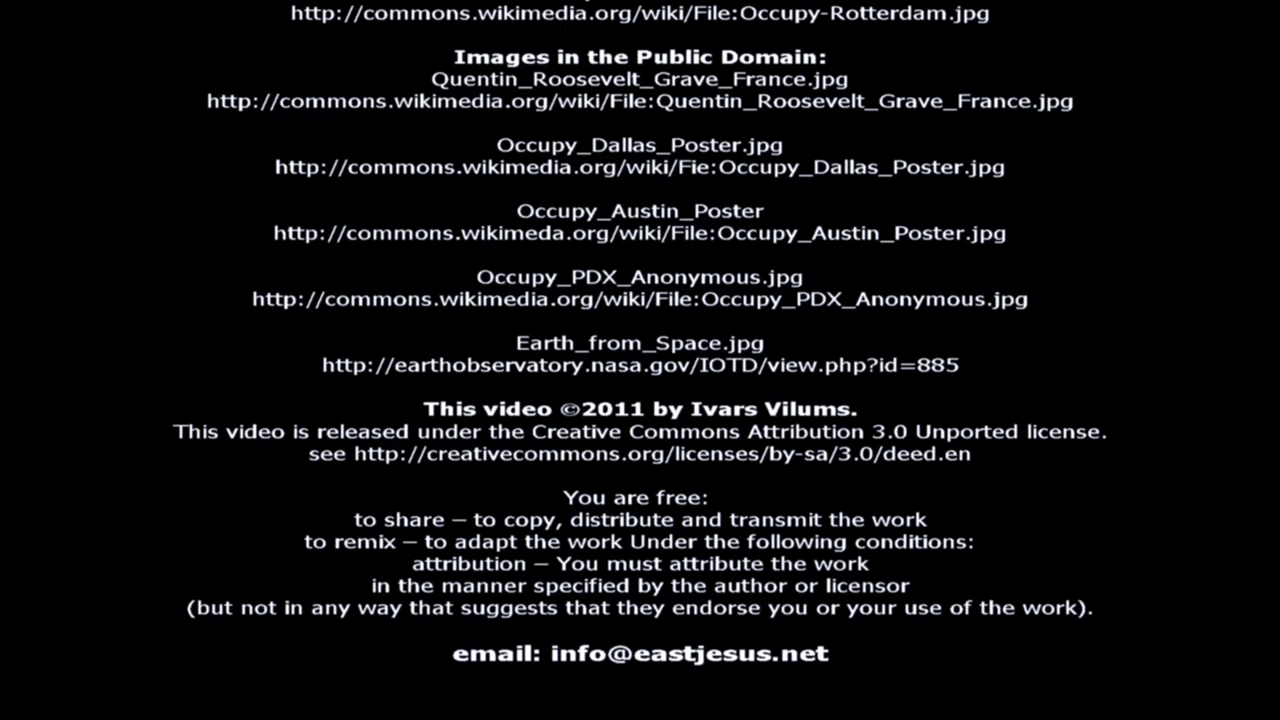 http://commons.wikimedia.org/wiki/File:Occupy-Rotterdam.jpg
Images in the Public Domain:
Quentin_Roosevelt_Grave_France.jpg
http://commons.wikimedia.org/wiki/File:Quentin_Roosevelt_Grave_France.jpg
Occupy_Dallas_Poster.jpg
http://commons.wikimedia.org/wiki/Fie:Occupy_Dallas_Poster.jpg
Occupy_Austin_Poster
http://commons.wikimeda.org/wiki/File:Occupy_Austin_Poster.jpg
Occupy_PDX_Anonymous.jpg
http://commons.wikimedia.org/wiki/File:Occupy_PDX_Anonymous.jpg
Earth_from_Space.jpg
http://earthobservatory.nasa.gov/IOTD/view.php?id=885
This video ©2011 by Ivars Vilums.
This video is released under the Creative Commons Attribution 3.0 Unported license.
see http://creativecommons.org/licenses/by-sa/3.0/deed.en
You are free:
to share – to copy, distribute and transmit the work
to remix – to adapt the work Under the following conditions:
attribution – You must attribute the work
in the manner specified by the author or licensor
(but not in any way that suggests that they endorse you or your use of the work).
email: info@eastjesus.net